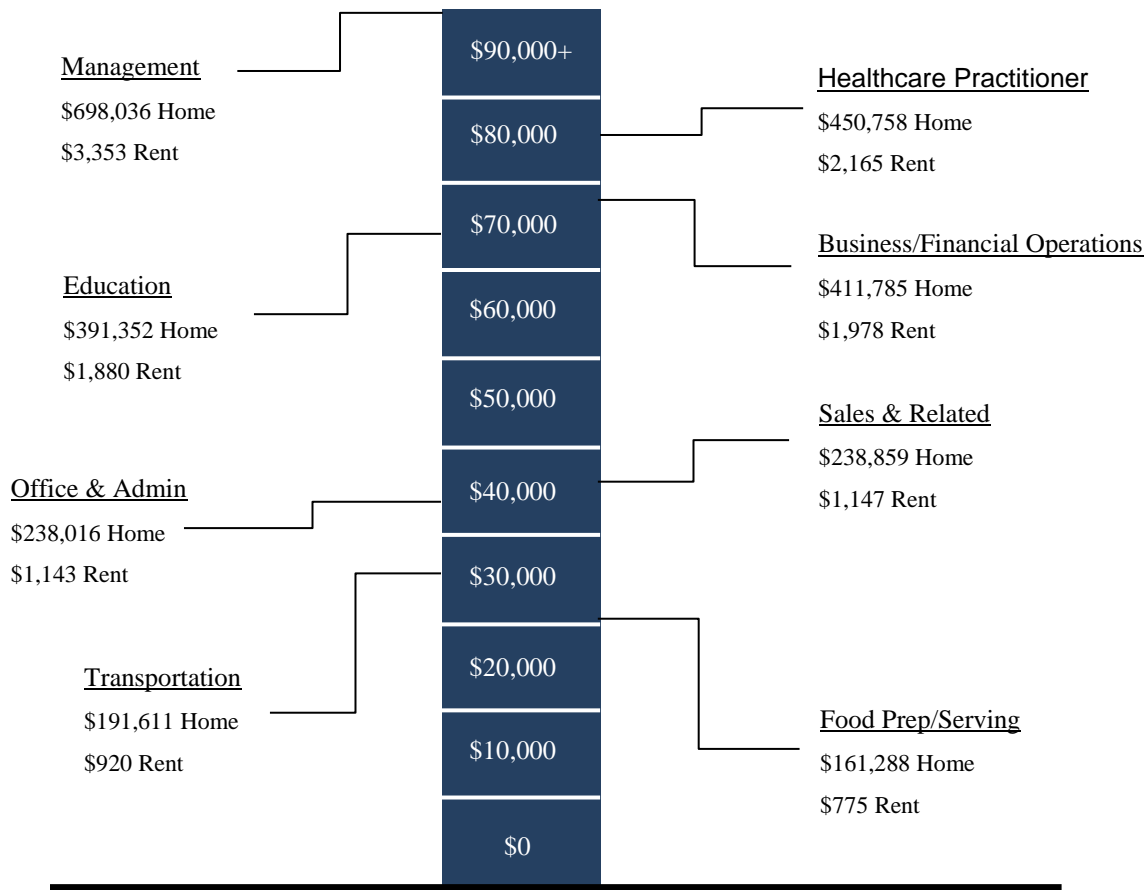 Management
$698,036 Home
$3,353 Rent
Education
$391,352 Home
$1,880 Rent
Office & Admin
$238,016 Home
$1,143 Rent
Transportation
$191,611 Home
$920 Rent
$90,000+
$80,000
$70,000
$60,000
$50,000
$40,000
$30,000
$20,000
$10,000
$0
Healthcare Practitioner
$450,758 Home
$2,165 Rent
Business/Financial Operations
$411,785 Home
$1,978 Rent
Sales & Related
$238,859 Home
$1,147 Rent
Food Prep/Serving
$161,288 Home
$775 Rent